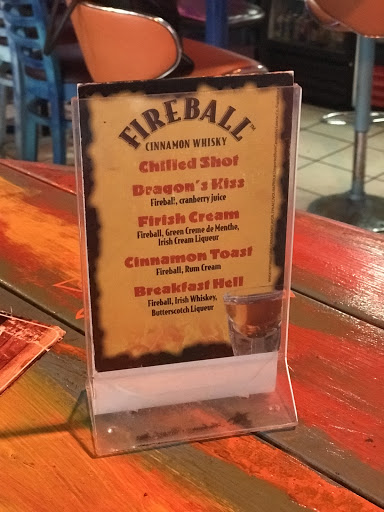 FIREBALL™
CINNAMON WHISKY
Chilled Shot
Dragon's Kiss
Fireball, cranberry juice
Firish Cream
Fireball, Green Creme de Menthe,
Irish Cream Liqueur
Cinnamon Toast
Fireball, Rum Cream
Breakfast Hell
Fireball, Irish Whiskey,
Butterscotch Liqueur